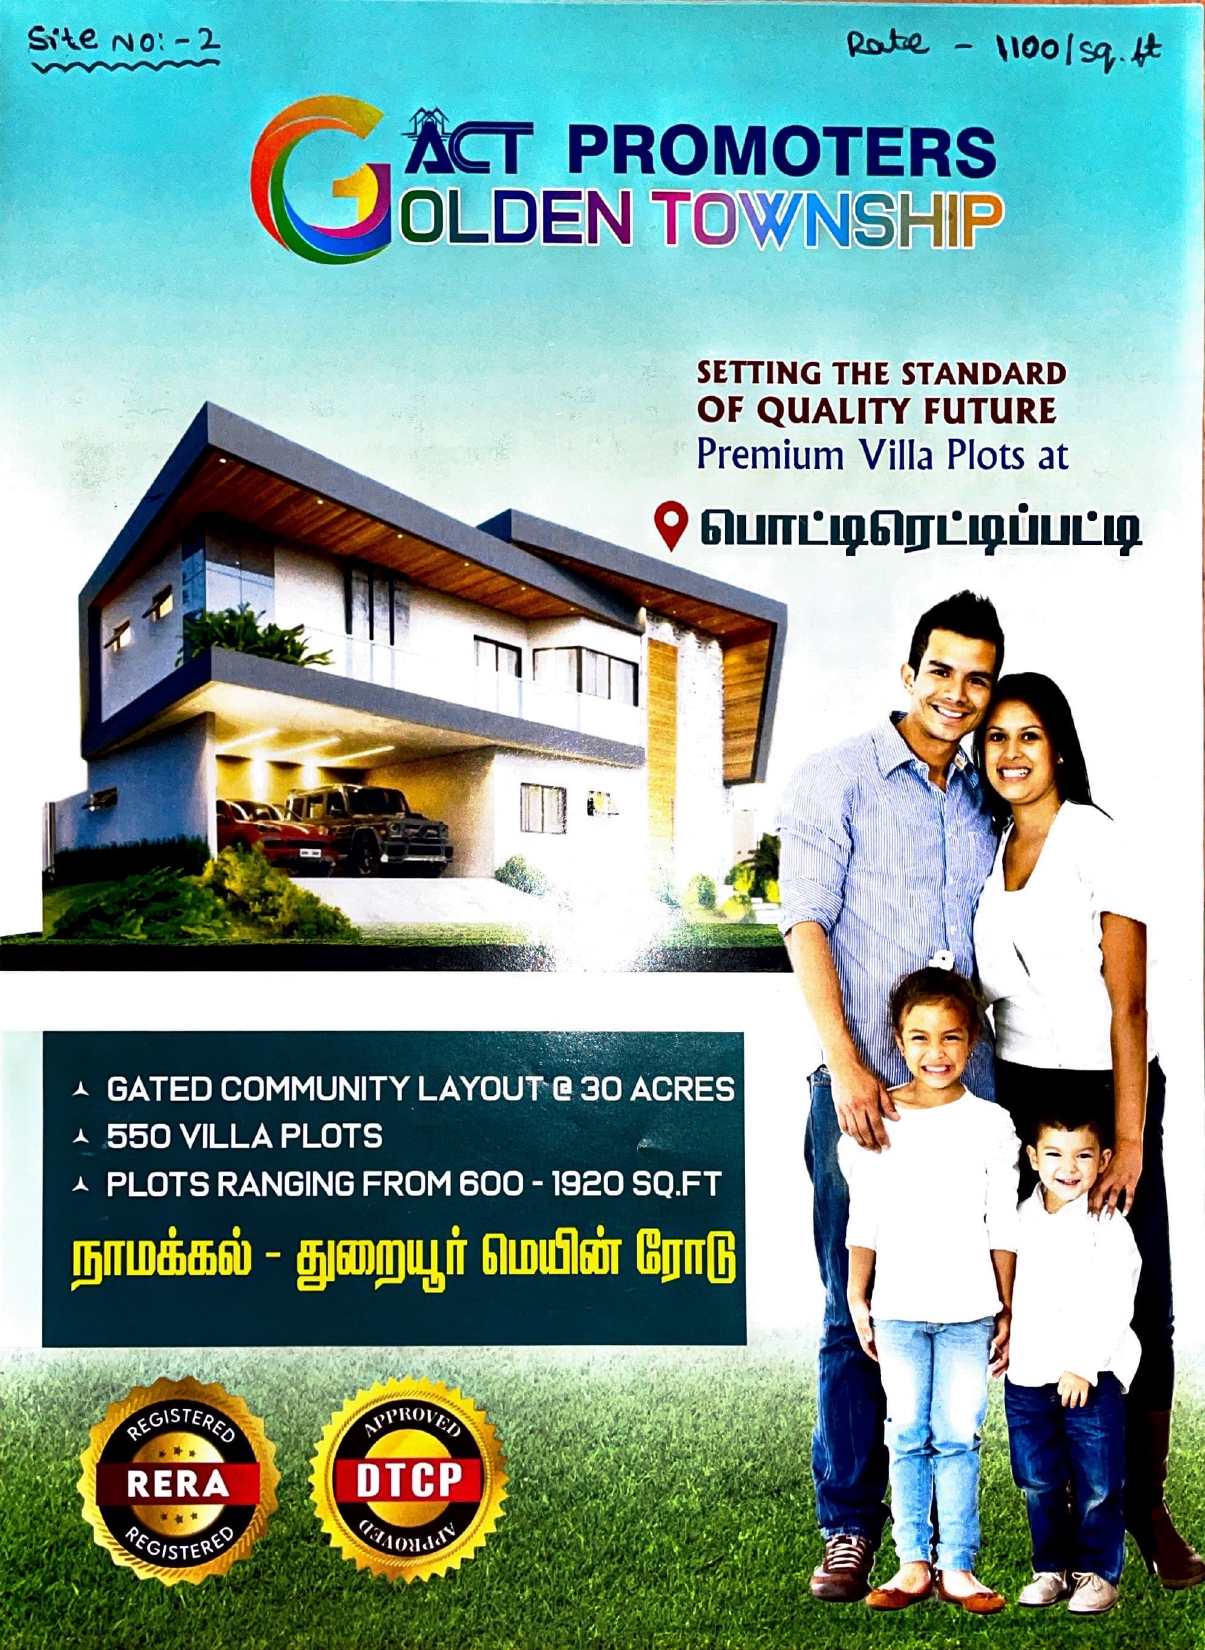 Site No:- 2
Rate - 1100/sq.ft
ACT PROMOTERS
GOLDEN TOWNSHIP
SETTING THE STANDARD
OF QUALITY FUTURE
Premium Villa Plots at
பொட்டிரெட்டிப்பட்டி
GATED COMMUNITY LAYOUT @ 30 ACRES
550 VILLA PLOTS
PLOTS RANGING FROM 600 - 1920 SQ.FT
நாமக்கல் - துறையூர் மெயின் ரோடு
REGISTERED
RERA
REGISTERED
APPROVED
DTCP
APPROVED